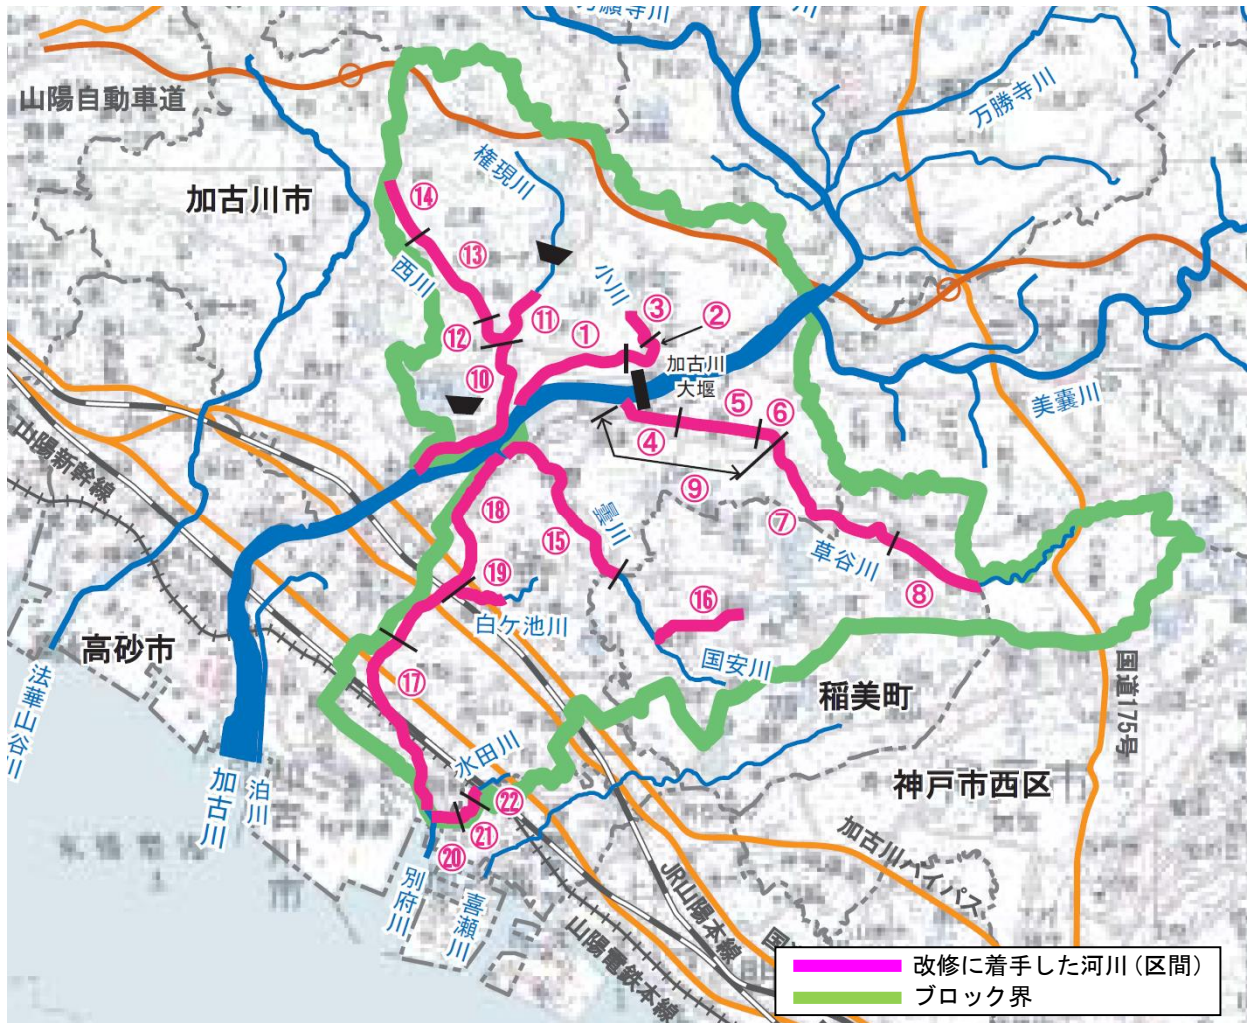 万願寺川
川
山陽自動車道
万勝寺川
権現川
加古川市
⑭
⑬
西川
小川
③
②
⑪
①
⑫
加古川
大堰
⑩
⑤
⑥
美嚢川
④
⑨
山陽新幹線
⑱
⑮
曇川
⑦
草谷川
⑲
⑯
⑧
白ケ池川
高砂市
国安川
国道175号
⑰
稲美町
法華山谷川
水田川
加古川
泊川
神戸市西区
㉒
㉑
⑳
加古川バイパス
別府川
喜瀬川
JR山陽本線
山陽電鉄本線
国道
改修に着手した河川（区間）
ブロック界